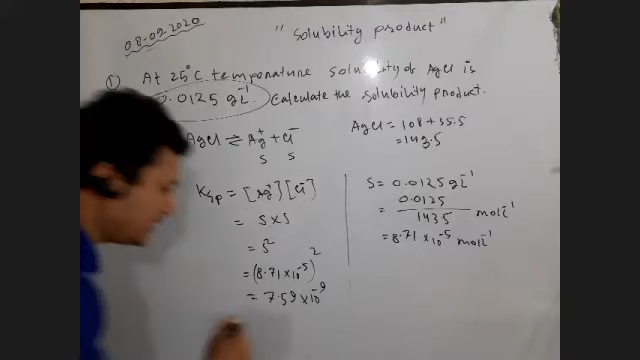 08-09-2020
"Solubility product"
① At 25°C temperature solubility of AgCl is
0.0125 gL⁻¹. Calculate the solubility product.
AgCl ⇌ Ag⁺ + Cl⁻
S S
AgCl = 108 + 35.5
= 143.5
Ksp = [Ag⁺][Cl⁻]
= S×S
= S²
= (8.71×10⁻⁵)²
= 7.59×10⁻⁹
S = 0.0125 gL⁻¹
= 0.0125 / 143.5 molL⁻¹
= 8.71 × 10⁻⁵ molL⁻¹